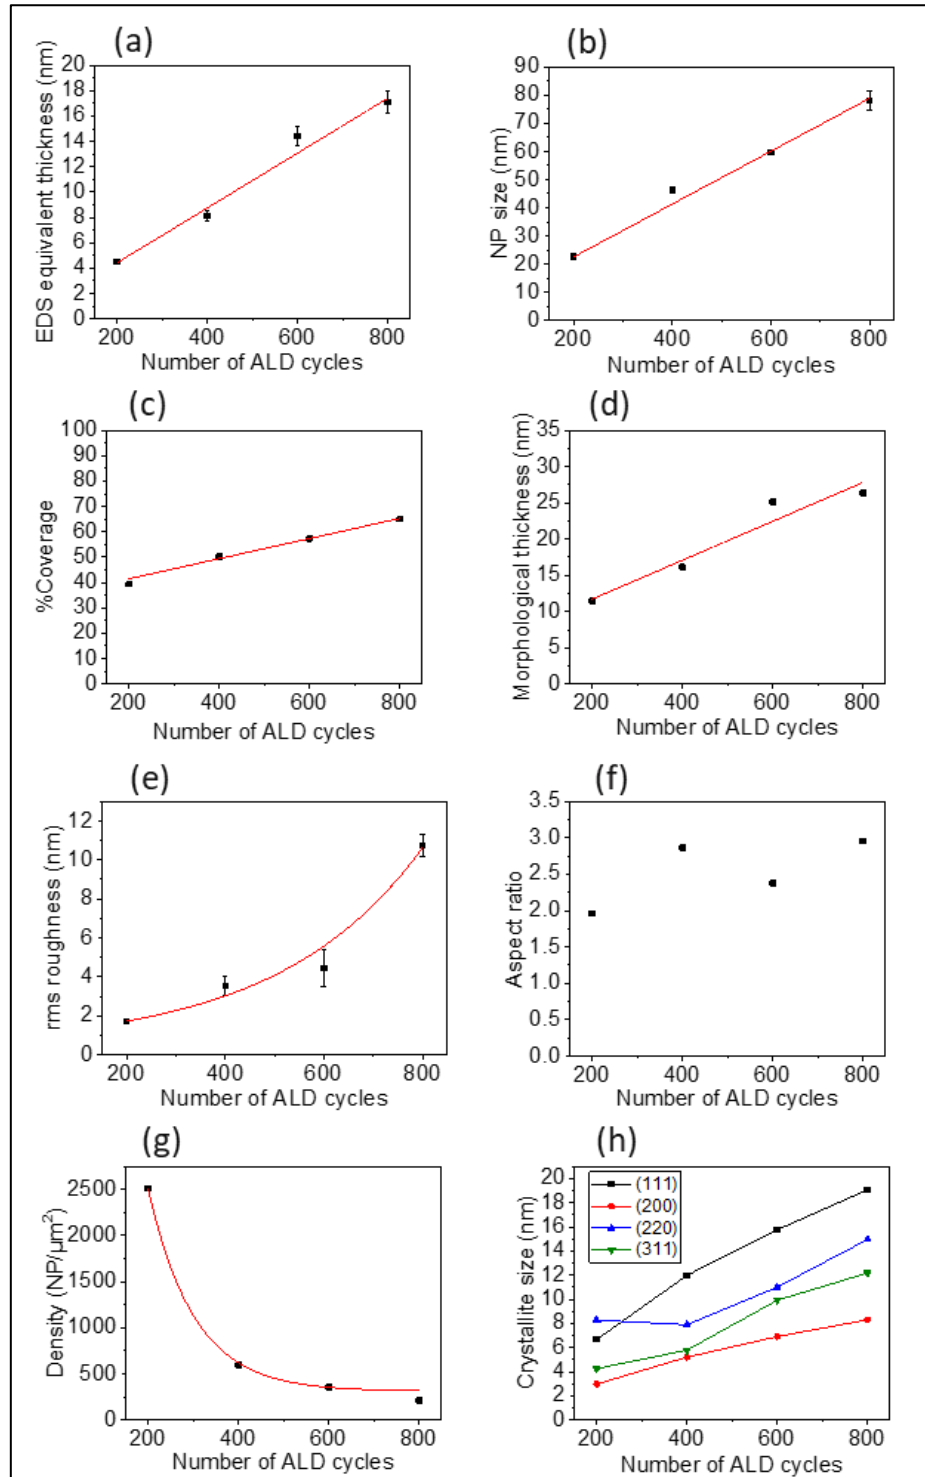 (a)
EDS equivalent thickness (nm)
20
18
16
14
12
10
8
6
4
2
0
200 400 600 800
Number of ALD cycles
(b)
NP size (nm)
90
80
70
60
50
40
30
20
10
0
200 400 600 800
Number of ALD cycles
(c)
%Coverage
100
90
80
70
60
50
40
30
20
10
0
200 400 600 800
Number of ALD cycles
(d)
Morphological thickness (nm)
35
30
25
20
15
10
5
0
200 400 600 800
Number of ALD cycles
(e)
rms roughness (nm)
12
10
8
6
4
2
0
200 400 600 800
Number of ALD cycles
(f)
Aspect ratio
3.5
3.0
2.5
2.0
1.5
1.0
0.5
0.0
200 400 600 800
Number of ALD cycles
(g)
Density (NP/μm²)
2500
2000
1500
1000
500
0
200 400 600 800
Number of ALD cycles
(h)
Crystallite size (nm)
20
18
16
14
12
10
8
6
4
2
0
(111)
(200)
(220)
(311)
200 400 600 800
Number of ALD cycles